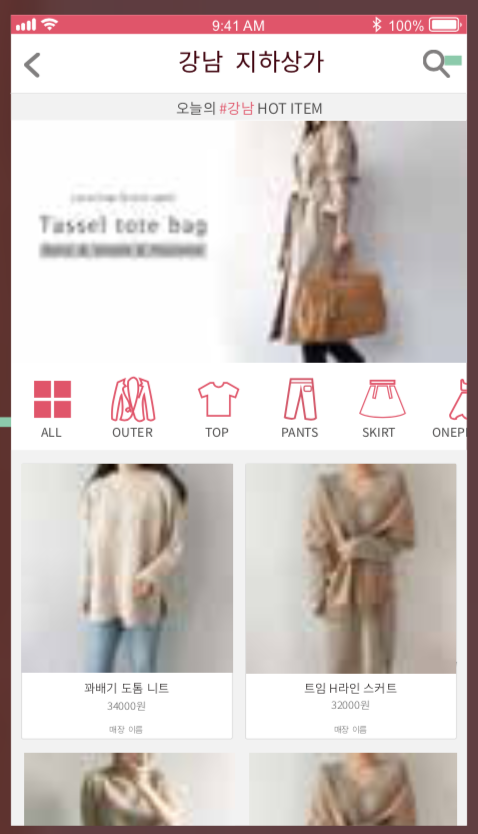 9:41 AM 100%
강남 지하상가
오늘의 #강남 HOT ITEM
Tassel tote bag
ALL OUTER TOP PANTS SKIRT ONEP
꽈배기 도톰 니트 트임 H라인 스커트
34000원 32000원
매장 이름 매장 이름